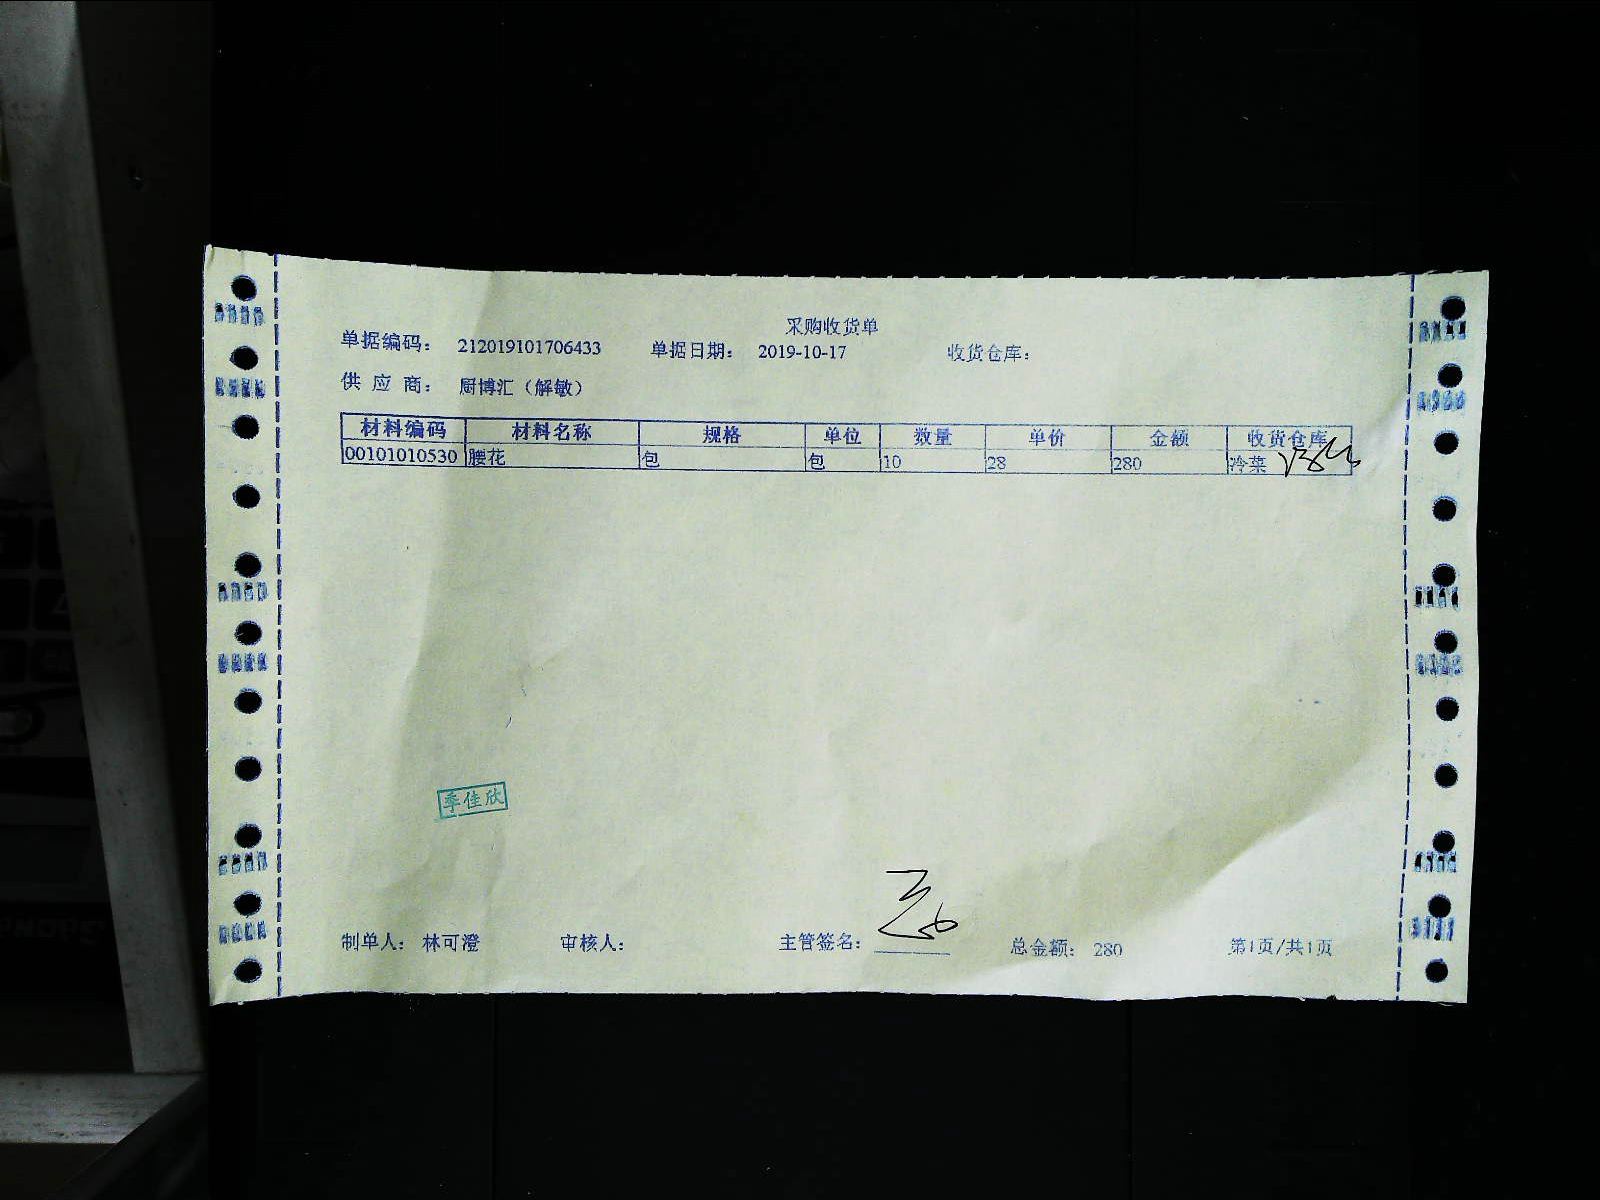 采购收货单
单据编码： 212019101706433 单据日期： 2019-10-17 收货仓库：
供 应 商： 厨博汇（解敏）
材料编码 材料名称 规格 单位 数量 单价 金额 收货仓库
00101010530 腰花 包 包 10 28 280 冷菜
季佳欣
制单人： 林可澄 审核人： 主管签名： 总金额： 280 第1页/共1页